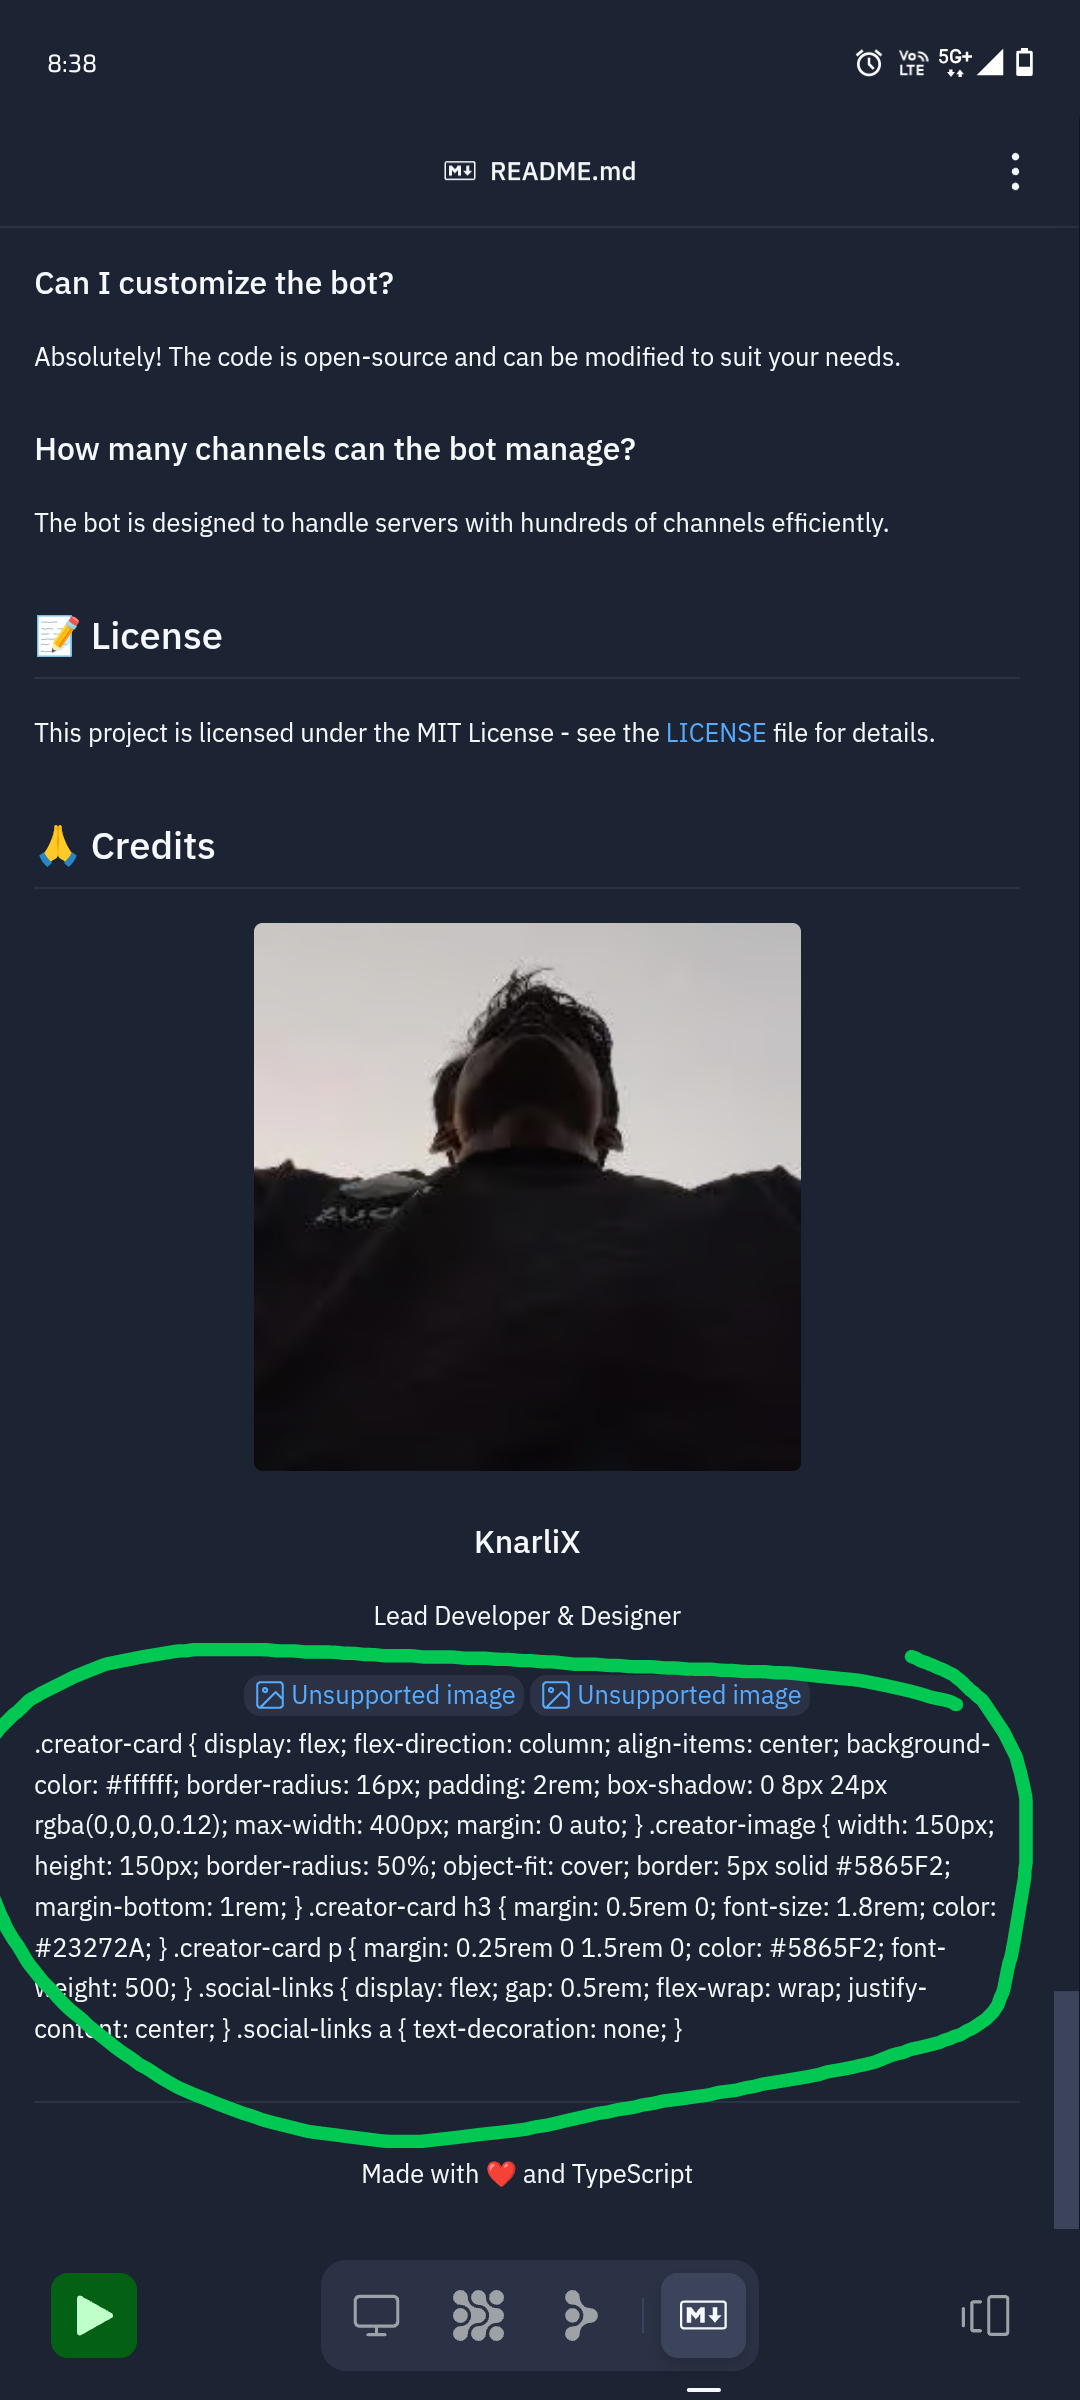 8:38
Vo LTE 5G+
README.md
Can I customize the bot?
Absolutely! The code is open-source and can be modified to suit your needs.
How many channels can the bot manage?
The bot is designed to handle servers with hundreds of channels efficiently.
📝 License
This project is licensed under the MIT License - see the LICENSE file for details.
🙏 Credits
KnarliX
Lead Developer & Designer
Unsupported image Unsupported image
.creator-card { display: flex; flex-direction: column; align-items: center; background-
color: #ffffff; border-radius: 16px; padding: 2rem; box-shadow: 0 8px 24px
rgba(0,0,0,0.12); max-width: 400px; margin: 0 auto; } .creator-image { width: 150px;
height: 150px; border-radius: 50%; object-fit: cover; border: 5px solid #5865F2;
margin-bottom: 1rem; } .creator-card h3 { margin: 0.5rem 0; font-size: 1.8rem; color:
#23272A; } .creator-card p { margin: 0.25rem 0 1.5rem 0; color: #5865F2; font-
weight: 500; } .social-links { display: flex; gap: 0.5rem; flex-wrap: wrap; justify-
content: center; } .social-links a { text-decoration: none; }
Made with ❤️ and TypeScript